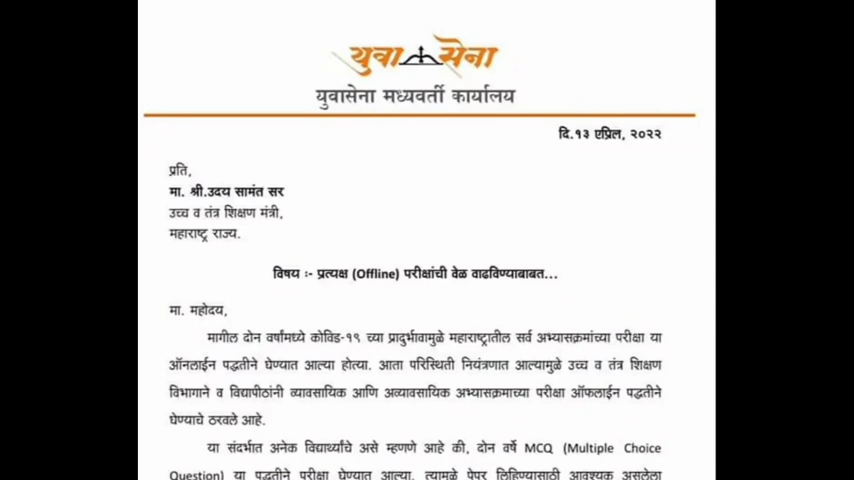 युवा सेना
युवासेना मध्यवर्ती कार्यालय
दि.१३ एप्रिल, २०२२
प्रति,
मा. श्री.उदय सामंत सर
उच्च व तंत्र शिक्षण मंत्री,
महाराष्ट्र राज्य.
विषय :- प्रत्यक्ष (Offline) परीक्षांची वेळ वाढविण्याबाबत...
मा. महोदय,
मागील दोन वर्षांमध्ये कोविड-१९ च्या प्रादुर्भावामुळे महाराष्ट्रातील सर्व अभ्यासक्रमांच्या परीक्षा या
ऑनलाईन पद्धतीने घेण्यात आल्या होत्या. आता परिस्थिती नियंत्रणात आल्यामुळे उच्च व तंत्र शिक्षण
विभागाने व विद्यापीठांनी व्यावसायिक आणि अव्यावसायिक अभ्यासक्रमाच्या परीक्षा ऑफलाईन पद्धतीने
घेण्याचे ठरवले आहे.
या संदर्भात अनेक विद्यार्थ्यांचे असे म्हणणे आहे की, दोन वर्षे MCQ (Multiple Choice
Question) या पद्धतीने परीक्षा घेण्यात आल्या. त्यामुळे पेपर लिहिण्यासाठी आवश्यक असलेला